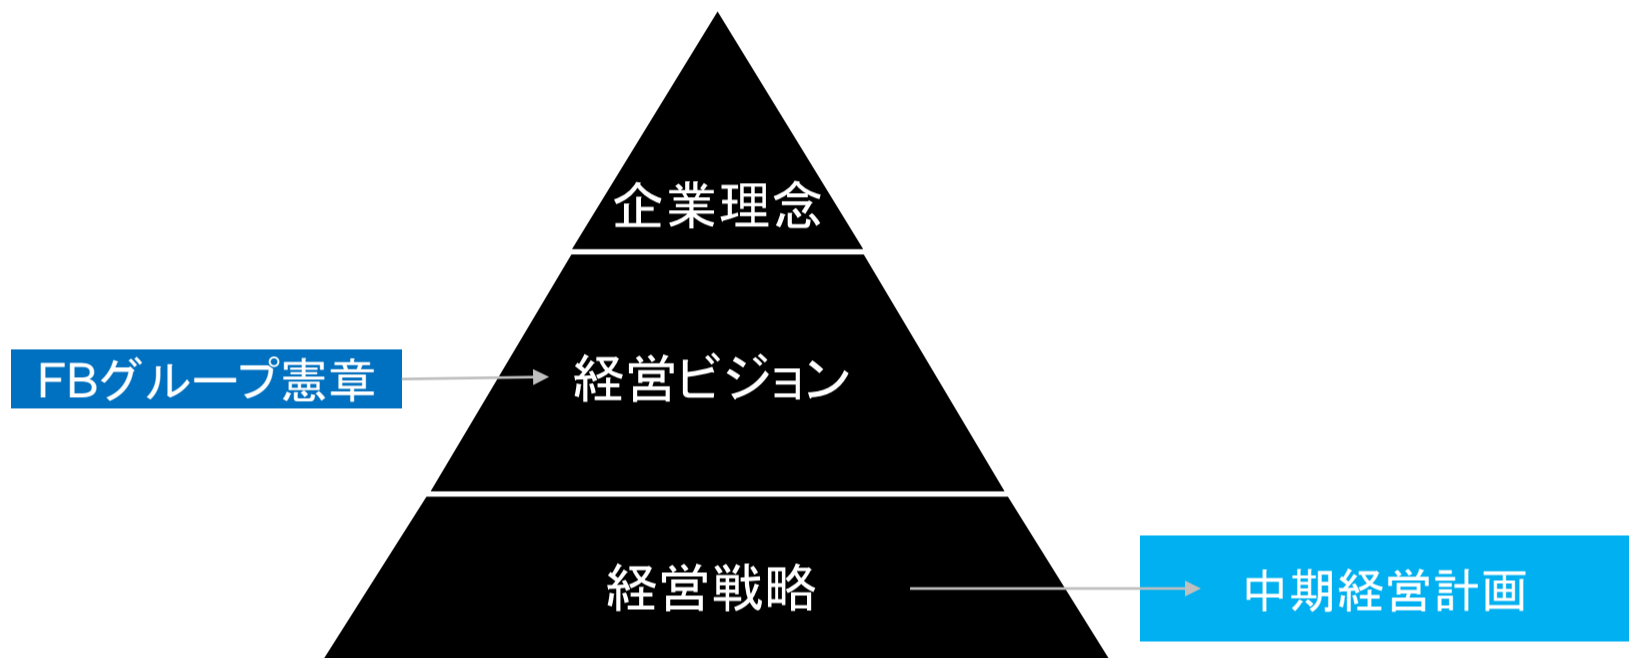 企業理念
FBグループ憲章
経営ビジョン
経営戦略
中期経営計画